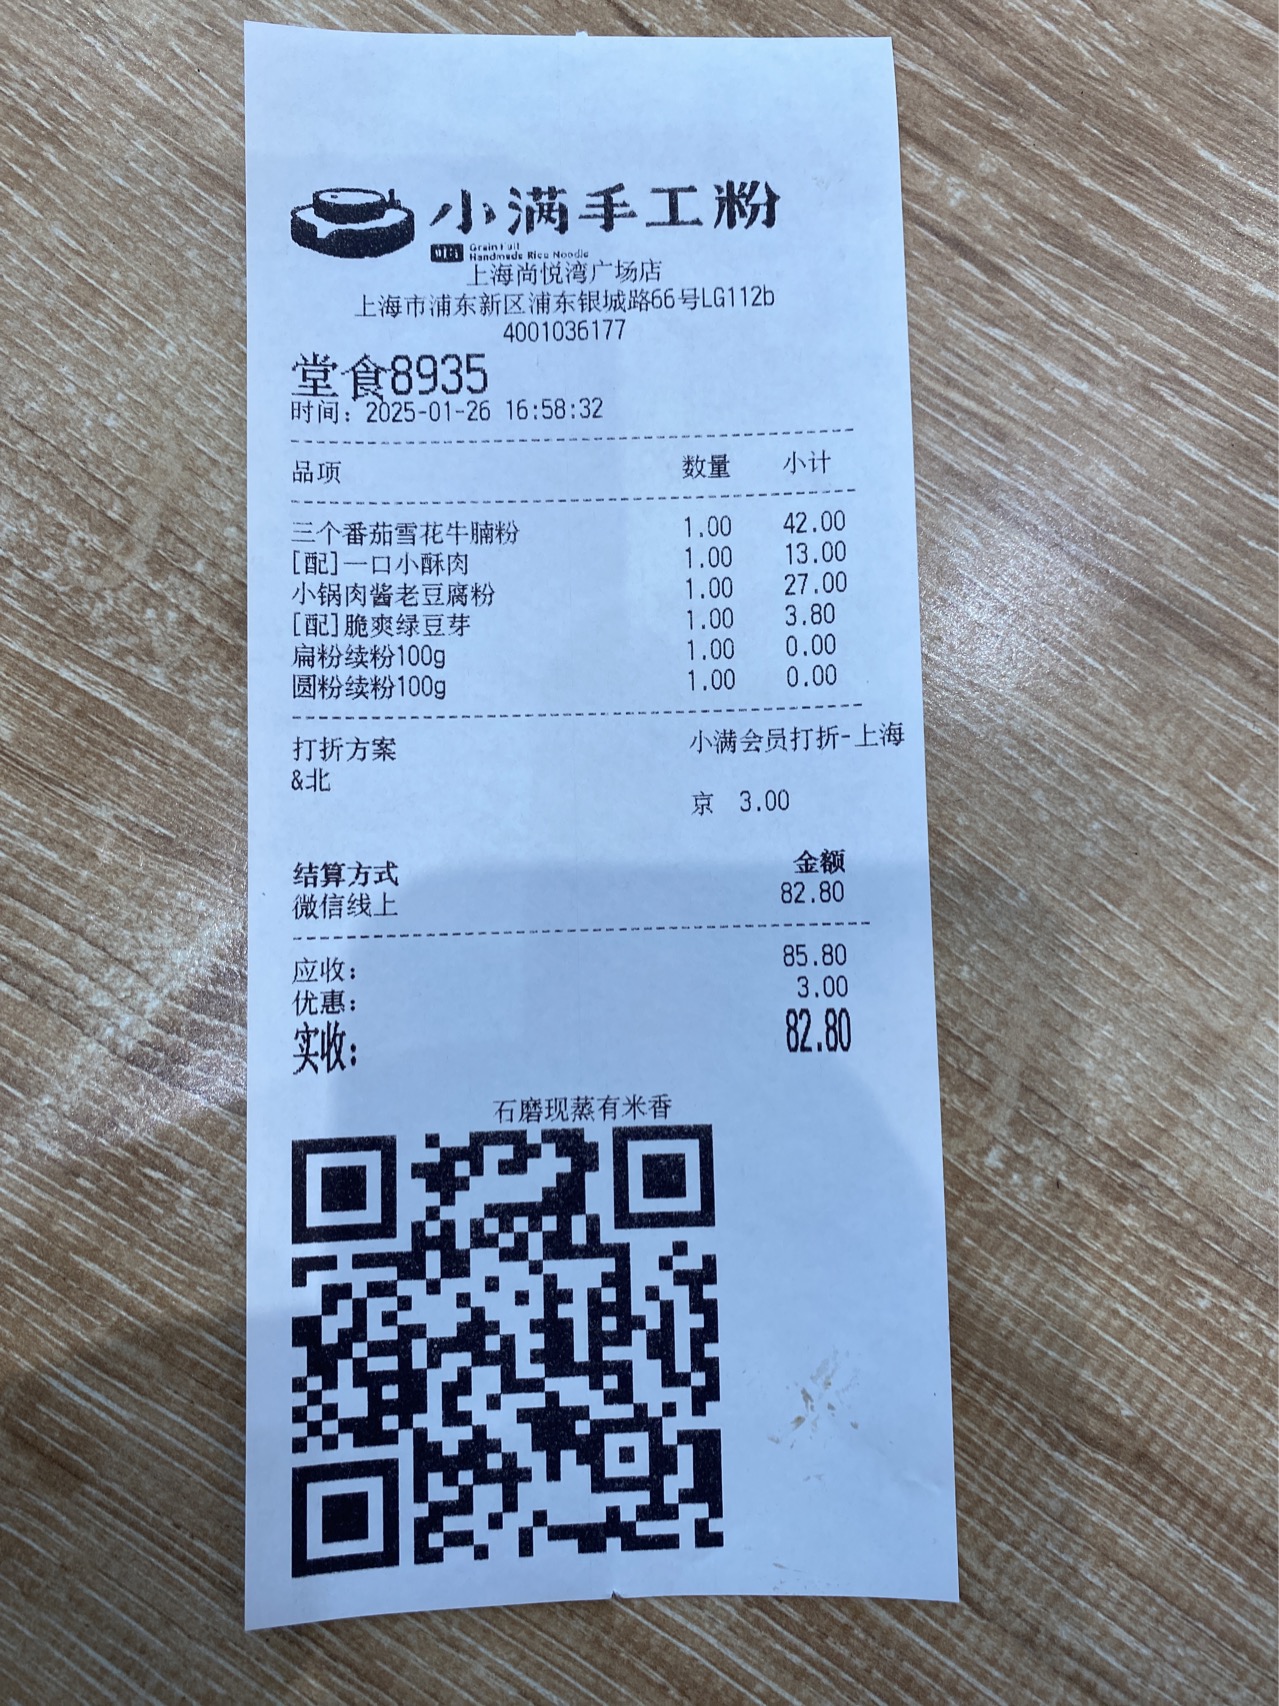 小满手工粉
Grain Full
Handmade Rice Noodle
上海尚悦湾广场店
上海市浦东新区浦东银城路66号LG112b
4001036177
堂食8935
时间：2025-01-26 16:58:32
品项 数量 小计
三个番茄雪花牛腩粉 1.00 42.00
[配]一口小酥肉 1.00 13.00
小锅肉酱老豆腐粉 1.00 27.00
[配]脆爽绿豆芽 1.00 3.80
扁粉续粉100g 1.00 0.00
圆粉续粉100g 1.00 0.00
打折方案 小满会员打折-上海
&北
京 3.00
结算方式 金额
微信线上 82.80
应收： 85.80
优惠： 3.00
实收： 82.80
石磨现蒸有米香